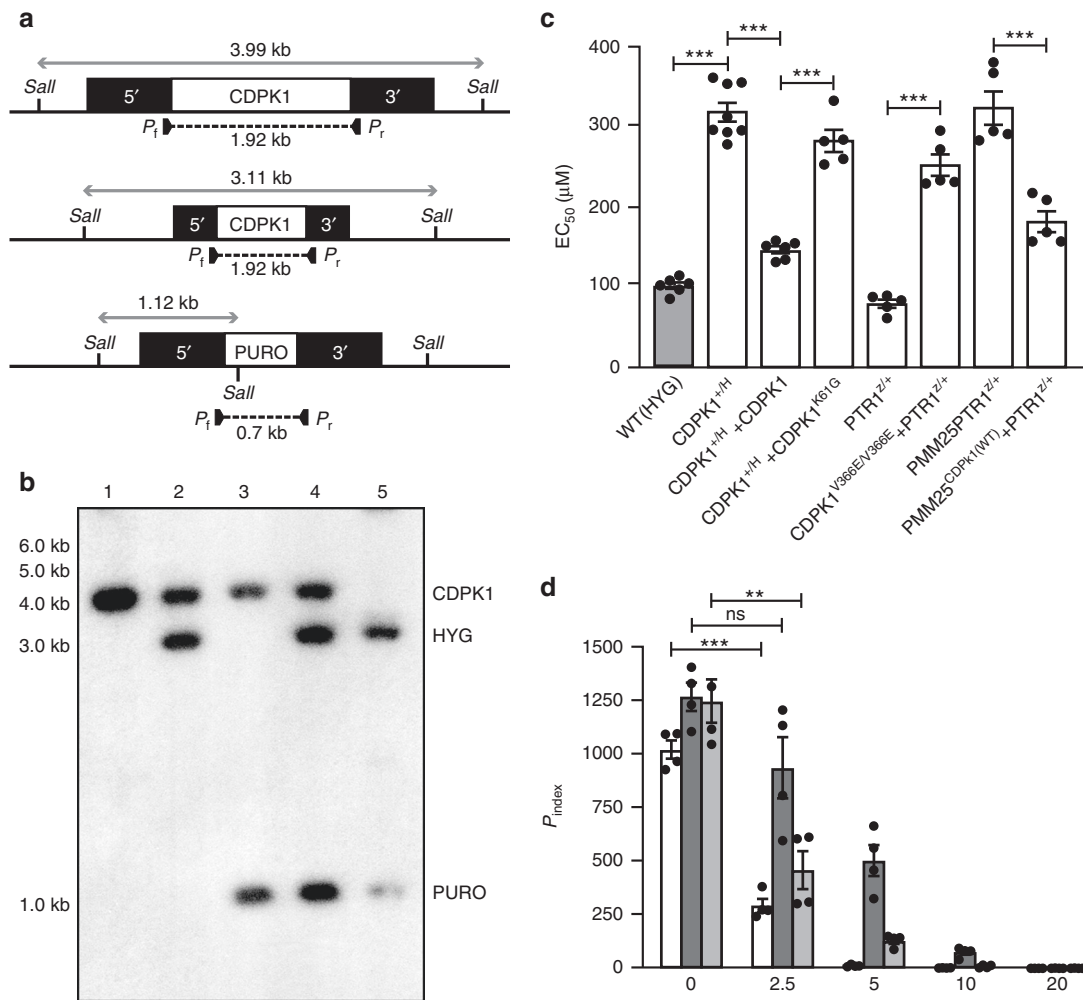 a
3.99 kb
SalI SalI
5′ CDPK1 3′
Pf Pr
1.92 kb
3.11 kb
SalI SalI
5′ CDPK1 3′
Pf Pr
1.92 kb
1.12 kb
SalI SalI
5′ PURO 3′
SalI
Pf Pr
0.7 kb
b
1 2 3 4 5
6.0 kb
5.0 kb
4.0 kb
3.0 kb
1.0 kb
CDPK1
HYG
PURO
c
*** *** *** *** ***
EC50 (μM)
400
300
200
100
0
WT(HYG)
CDPK1+/H
CDPK1+/H +CDPK1
CDPK1+/H +CDPK1K61G
PTR1z/+
CDPK1V366E/V366E+PTR1z/+
PMM25PTR1z/+
PMM25CDPk1(WT)+PTR1z/+
d
**
ns
***
Pindex
1500
1250
1000
750
500
250
0
0 2.5 5 10 20